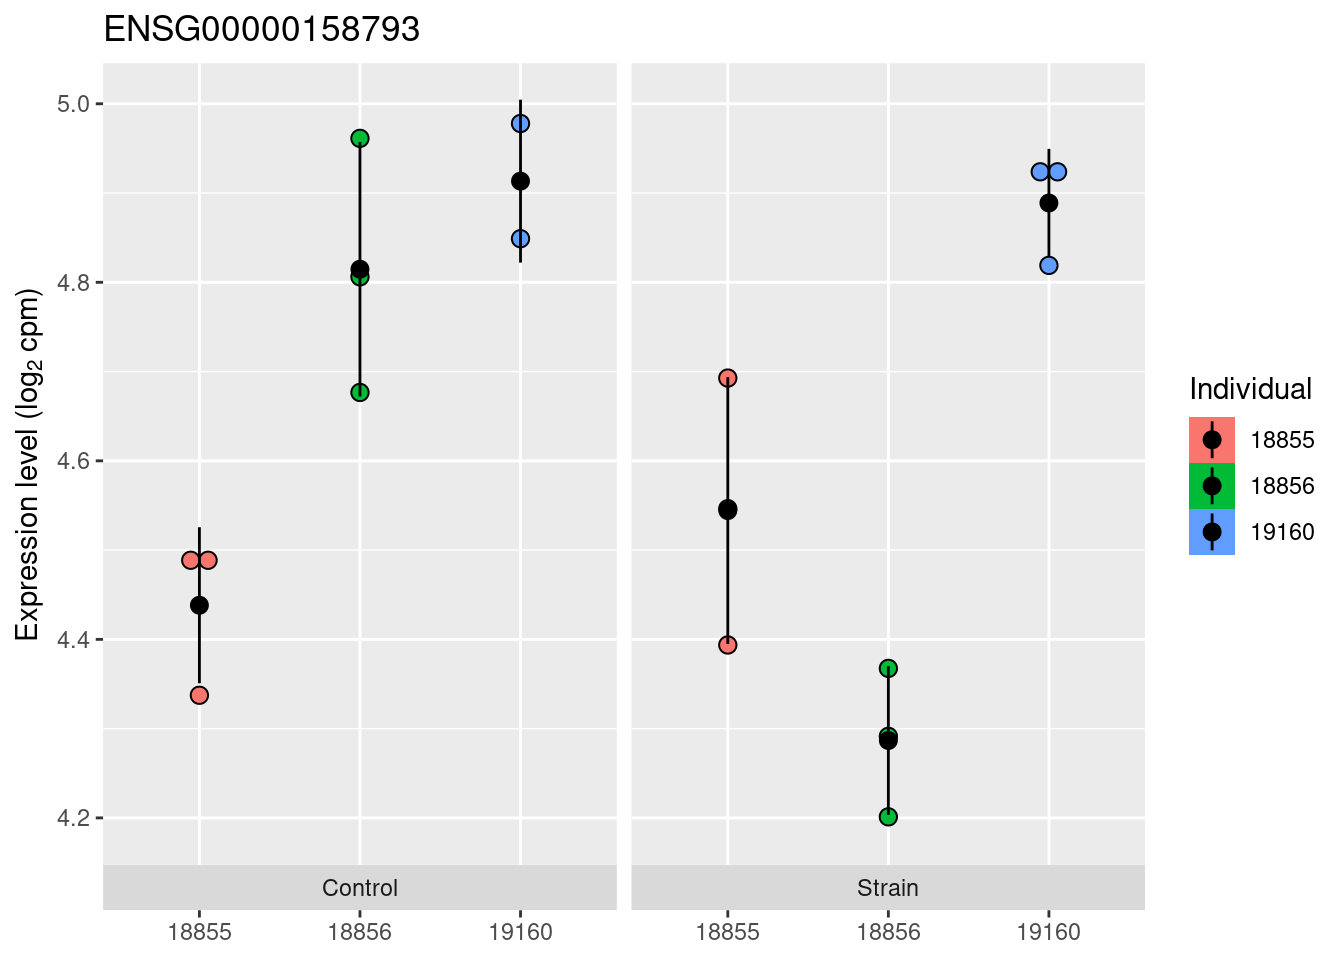 ENSG00000158793
Expression level (log₂ cpm)
5.0
4.8
4.6
4.4
4.2
Control
Strain
18855
18856
19160
18855
18856
19160
Individual
18855
18856
19160